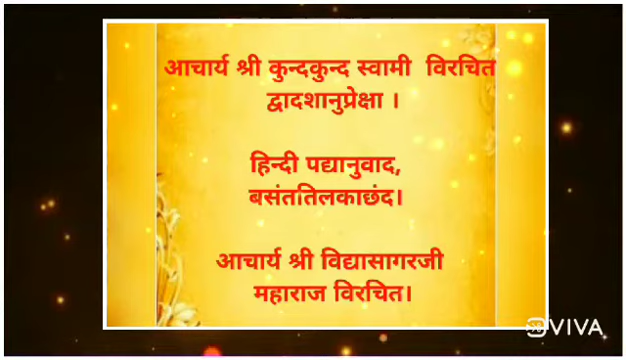 आचार्य श्री कुन्दकुन्द स्वामी विरचित
द्वादशानुप्रेक्षा ।
हिन्दी पद्यानुवाद,
बसंततिलकाछंद।
आचार्य श्री विद्यासागरजी
महाराज विरचित।
VIVA